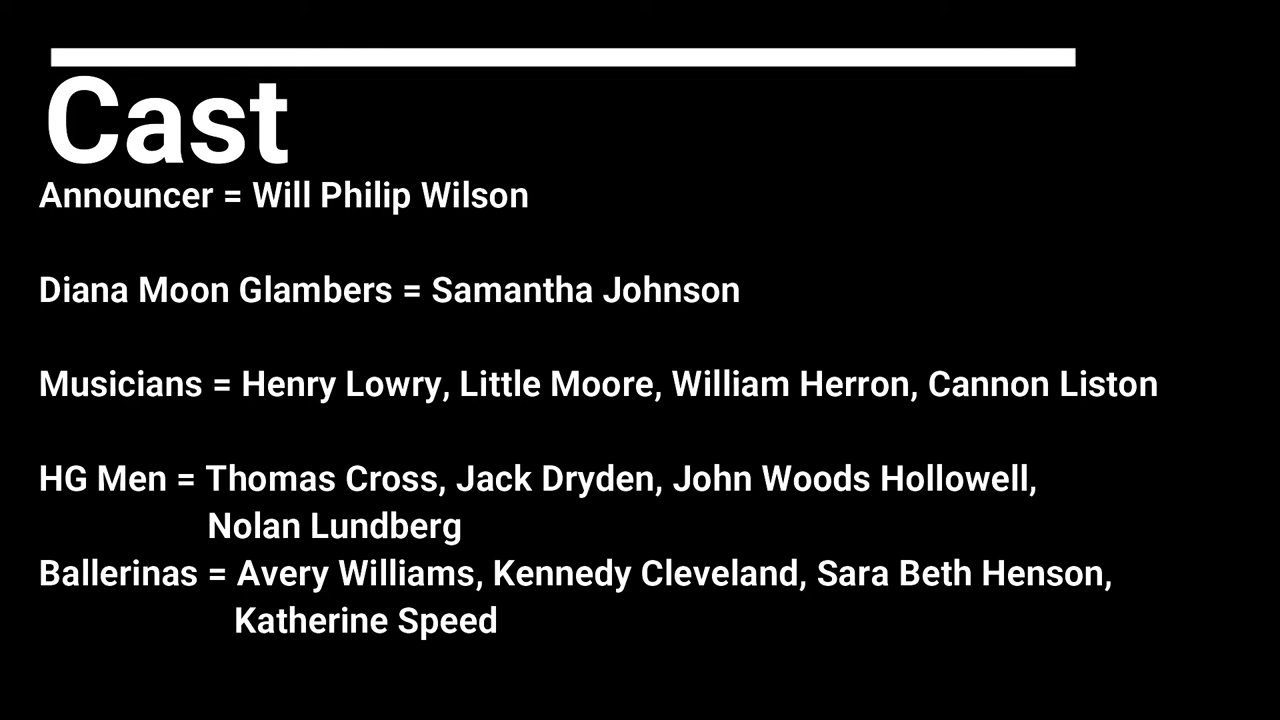 Cast
Announcer = Will Philip Wilson
Diana Moon Glambers = Samantha Johnson
Musicians = Henry Lowry, Little Moore, William Herron, Cannon Liston
HG Men = Thomas Cross, Jack Dryden, John Woods Hollowell,
Nolan Lundberg
Ballerinas = Avery Williams, Kennedy Cleveland, Sara Beth Henson,
Katherine Speed